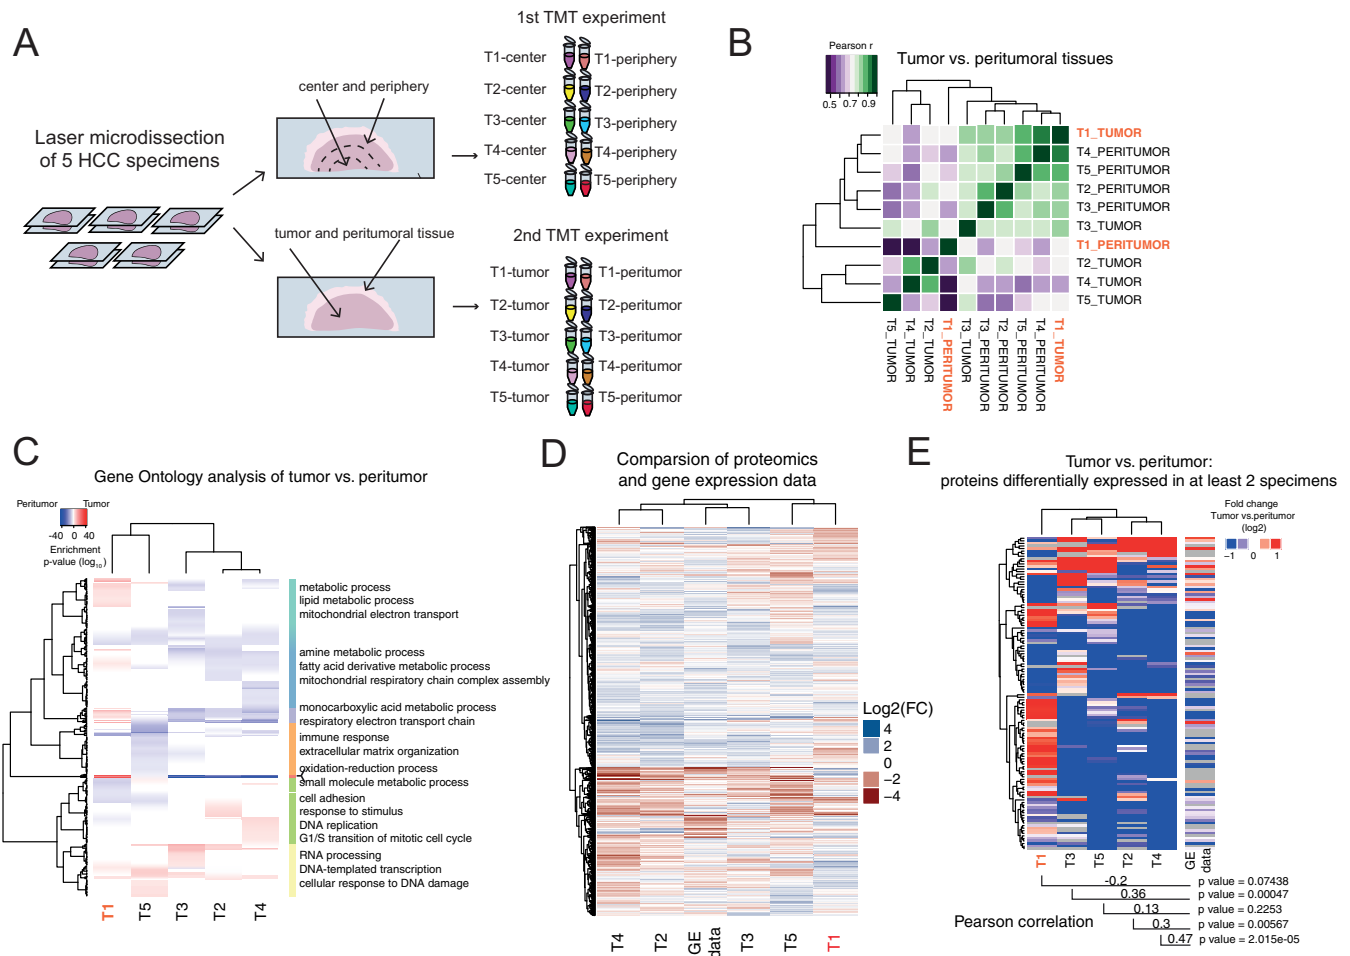 A
Laser microdissection
of 5 HCC specimens
center and periphery
tumor and peritumoral tissue
1st TMT experiment
T1-center
T1-periphery
T2-center
T2-periphery
T3-center
T3-periphery
T4-center
T4-periphery
T5-center
T5-periphery
2nd TMT experiment
T1-tumor
T1-peritumor
T2-tumor
T2-peritumor
T3-tumor
T3-peritumor
T4-tumor
T4-peritumor
T5-tumor
T5-peritumor
B
Pearson r
0.5 0.7 0.9
Tumor vs. peritumoral tissues
T1_TUMOR
T4_PERITUMOR
T5_PERITUMOR
T2_PERITUMOR
T3_PERITUMOR
T3_TUMOR
T1_PERITUMOR
T2_TUMOR
T4_TUMOR
T5_TUMOR
T5_TUMOR
T4_TUMOR
T2_TUMOR
T1_PERITUMOR
T3_TUMOR
T3_PERITUMOR
T2_PERITUMOR
T5_PERITUMOR
T4_PERITUMOR
T1_TUMOR
C
Gene Ontology analysis of tumor vs. peritumor
Peritumor Tumor
-40 0 40
Enrichment
p-value (log10)
metabolic process
lipid metabolic process
mitochondrial electron transport
amine metabolic process
fatty acid derivative metabolic process
mitochondrial respiratory chain complex assembly
monocarboxylic acid metabolic process
respiratory electron transport chain
immune response
extracellular matrix organization
oxidation-reduction process
small molecule metabolic process
cell adhesion
response to stimulus
DNA replication
G1/S transition of mitotic cell cycle
RNA processing
DNA-templated transcription
cellular response to DNA damage
T1
T5
T3
T2
T4
D
Comparsion of proteomics
and gene expression data
Log2(FC)
4
2
0
−2
−4
T4
T2
GE
data
T3
T5
T1
E
Tumor vs. peritumor:
proteins differentially expressed in at least 2 specimens
Fold change
Tumor vs.peritumor
(log2)
−1 0 1
T1
T3
T5
T2
T4
GE
data
Pearson correlation
-0.2 p value = 0.07438
0.36 p value = 0.00047
0.13 p value = 0.2253
0.3 p value = 0.00567
0.47 p value = 2.015e-05